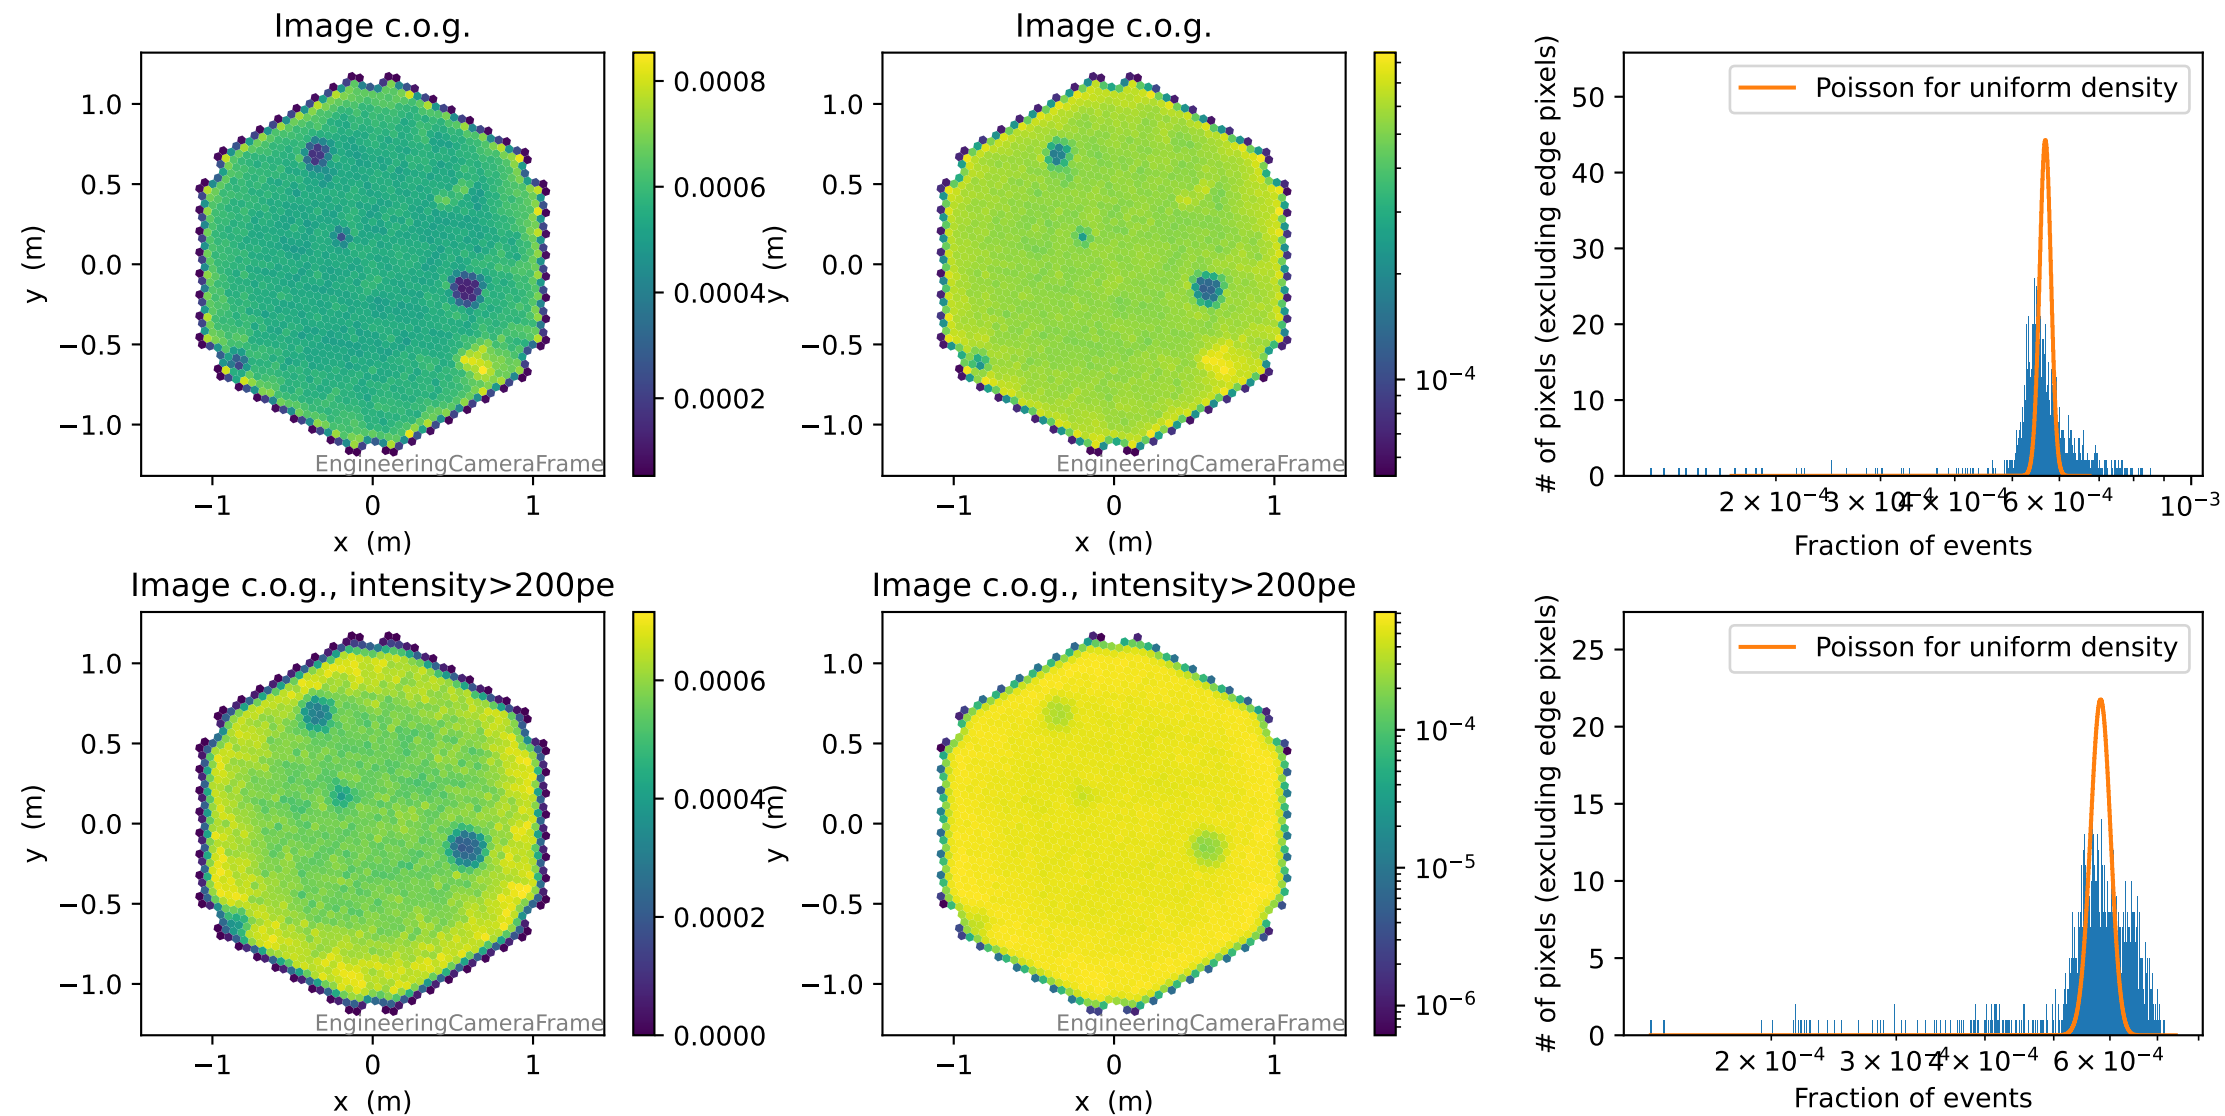 Image c.o.g.
1.0
0.5
0.0
−0.5
−1.0
y (m)
−1 0 1
x (m)
EngineeringCameraFrame
0.0008
0.0006
0.0004
0.0002
Image c.o.g.
1.0
0.5
0.0
−0.5
−1.0
y (m)
−1 0 1
x (m)
EngineeringCameraFrame
10⁻⁴
# of pixels (excluding edge pixels)
50
40
30
20
10
0
Poisson for uniform density
2 × 10⁻⁴ 3 × 10⁻⁴ 4 × 10⁻⁴ 6 × 10⁻⁴ 10⁻³
Fraction of events
Image c.o.g., intensity>200pe
1.0
0.5
0.0
−0.5
−1.0
y (m)
−1 0 1
x (m)
EngineeringCameraFrame
0.0006
0.0004
0.0002
0.0000
Image c.o.g., intensity>200pe
1.0
0.5
0.0
−0.5
−1.0
y (m)
−1 0 1
x (m)
EngineeringCameraFrame
10⁻⁴
10⁻⁵
10⁻⁶
# of pixels (excluding edge pixels)
25
20
15
10
5
0
Poisson for uniform density
2 × 10⁻⁴ 3 × 10⁻⁴ 4 × 10⁻⁴ 6 × 10⁻⁴
Fraction of events